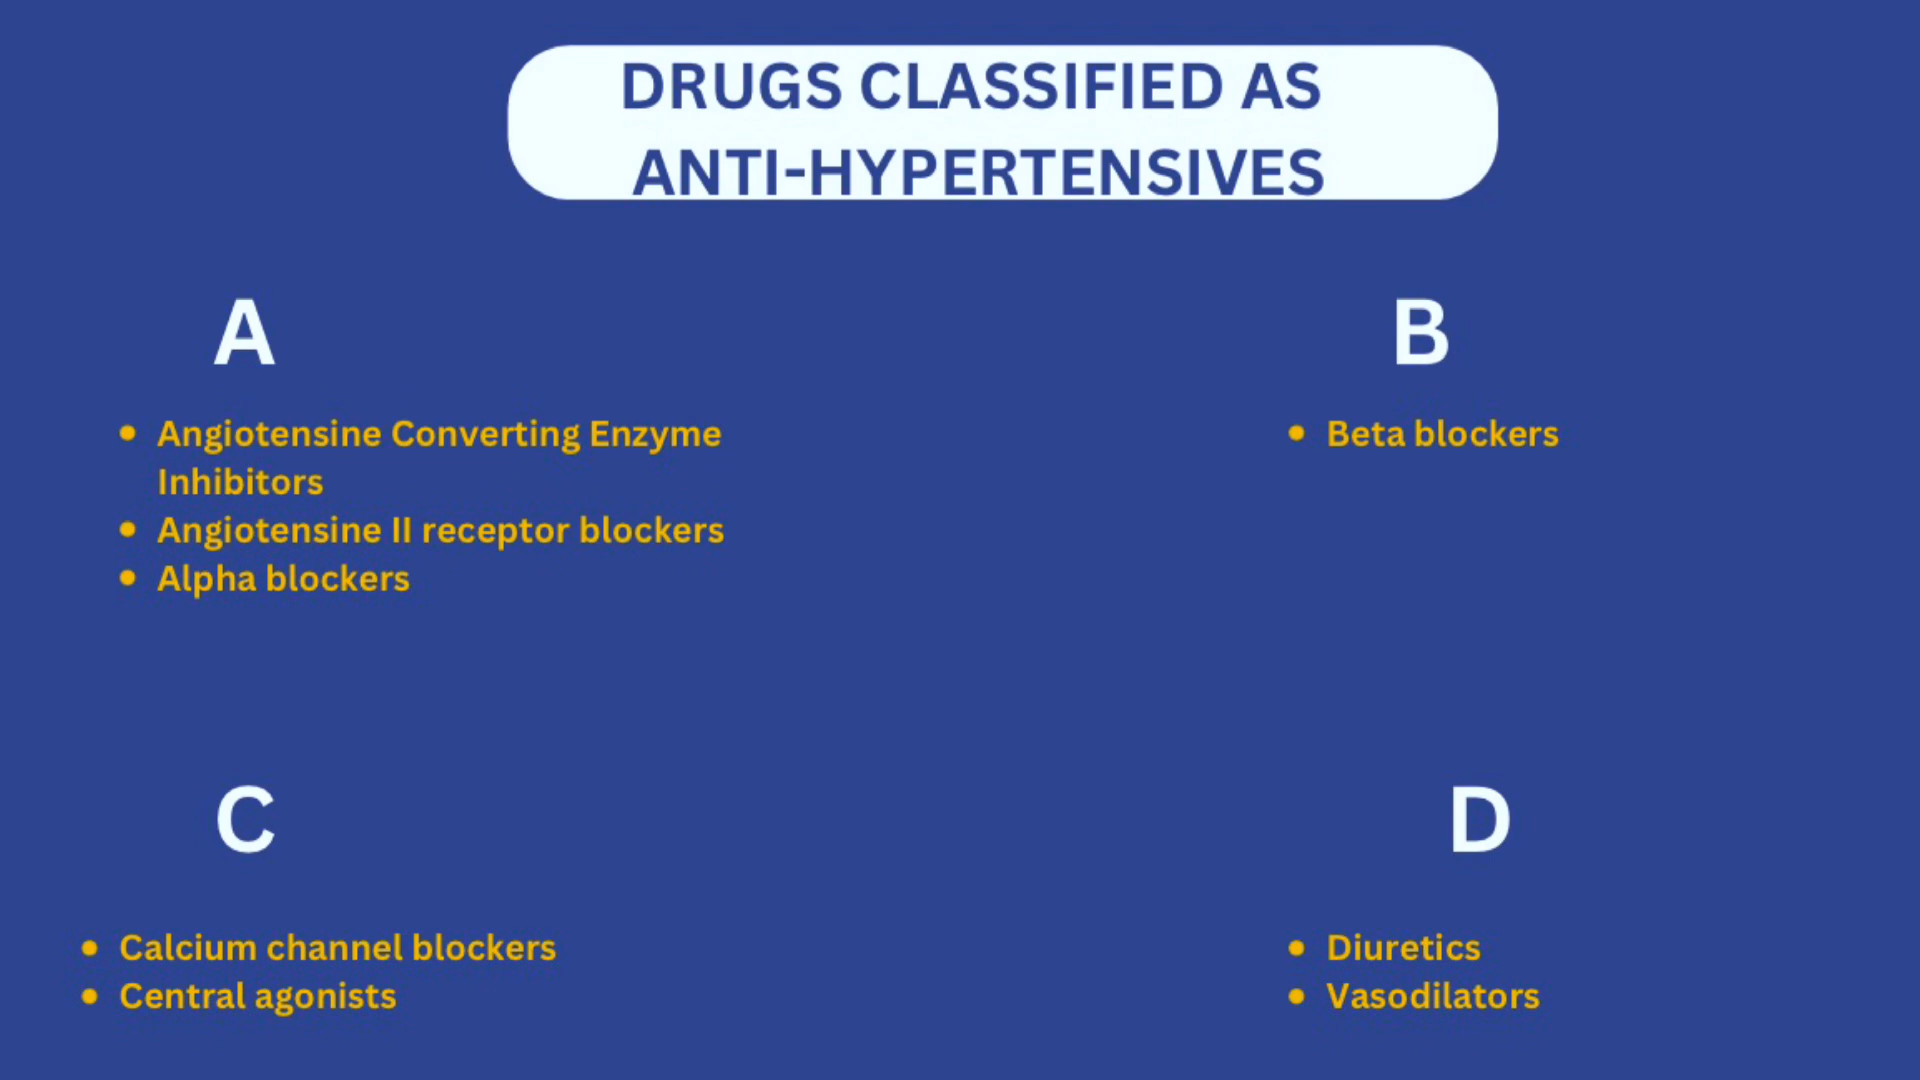 DRUGS CLASSIFIED AS
ANTI-HYPERTENSIVES
A
• Angiotensine Converting Enzyme
Inhibitors
• Angiotensine II receptor blockers
• Alpha blockers
B
• Beta blockers
C
• Calcium channel blockers
• Central agonists
D
• Diuretics
• Vasodilators